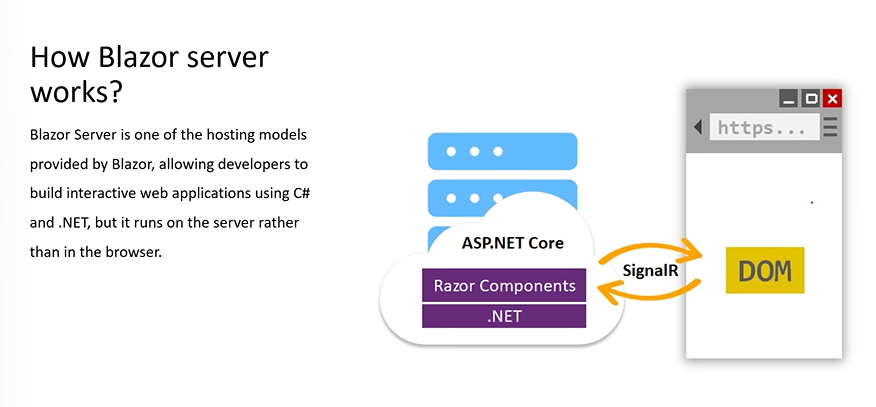 How Blazor server
works?
Blazor Server is one of the hosting models
provided by Blazor, allowing developers to
build interactive web applications using C#
and .NET, but it runs on the server rather
than in the browser.
https...
ASP.NET Core
SignalR
DOM
Razor Components
.NET